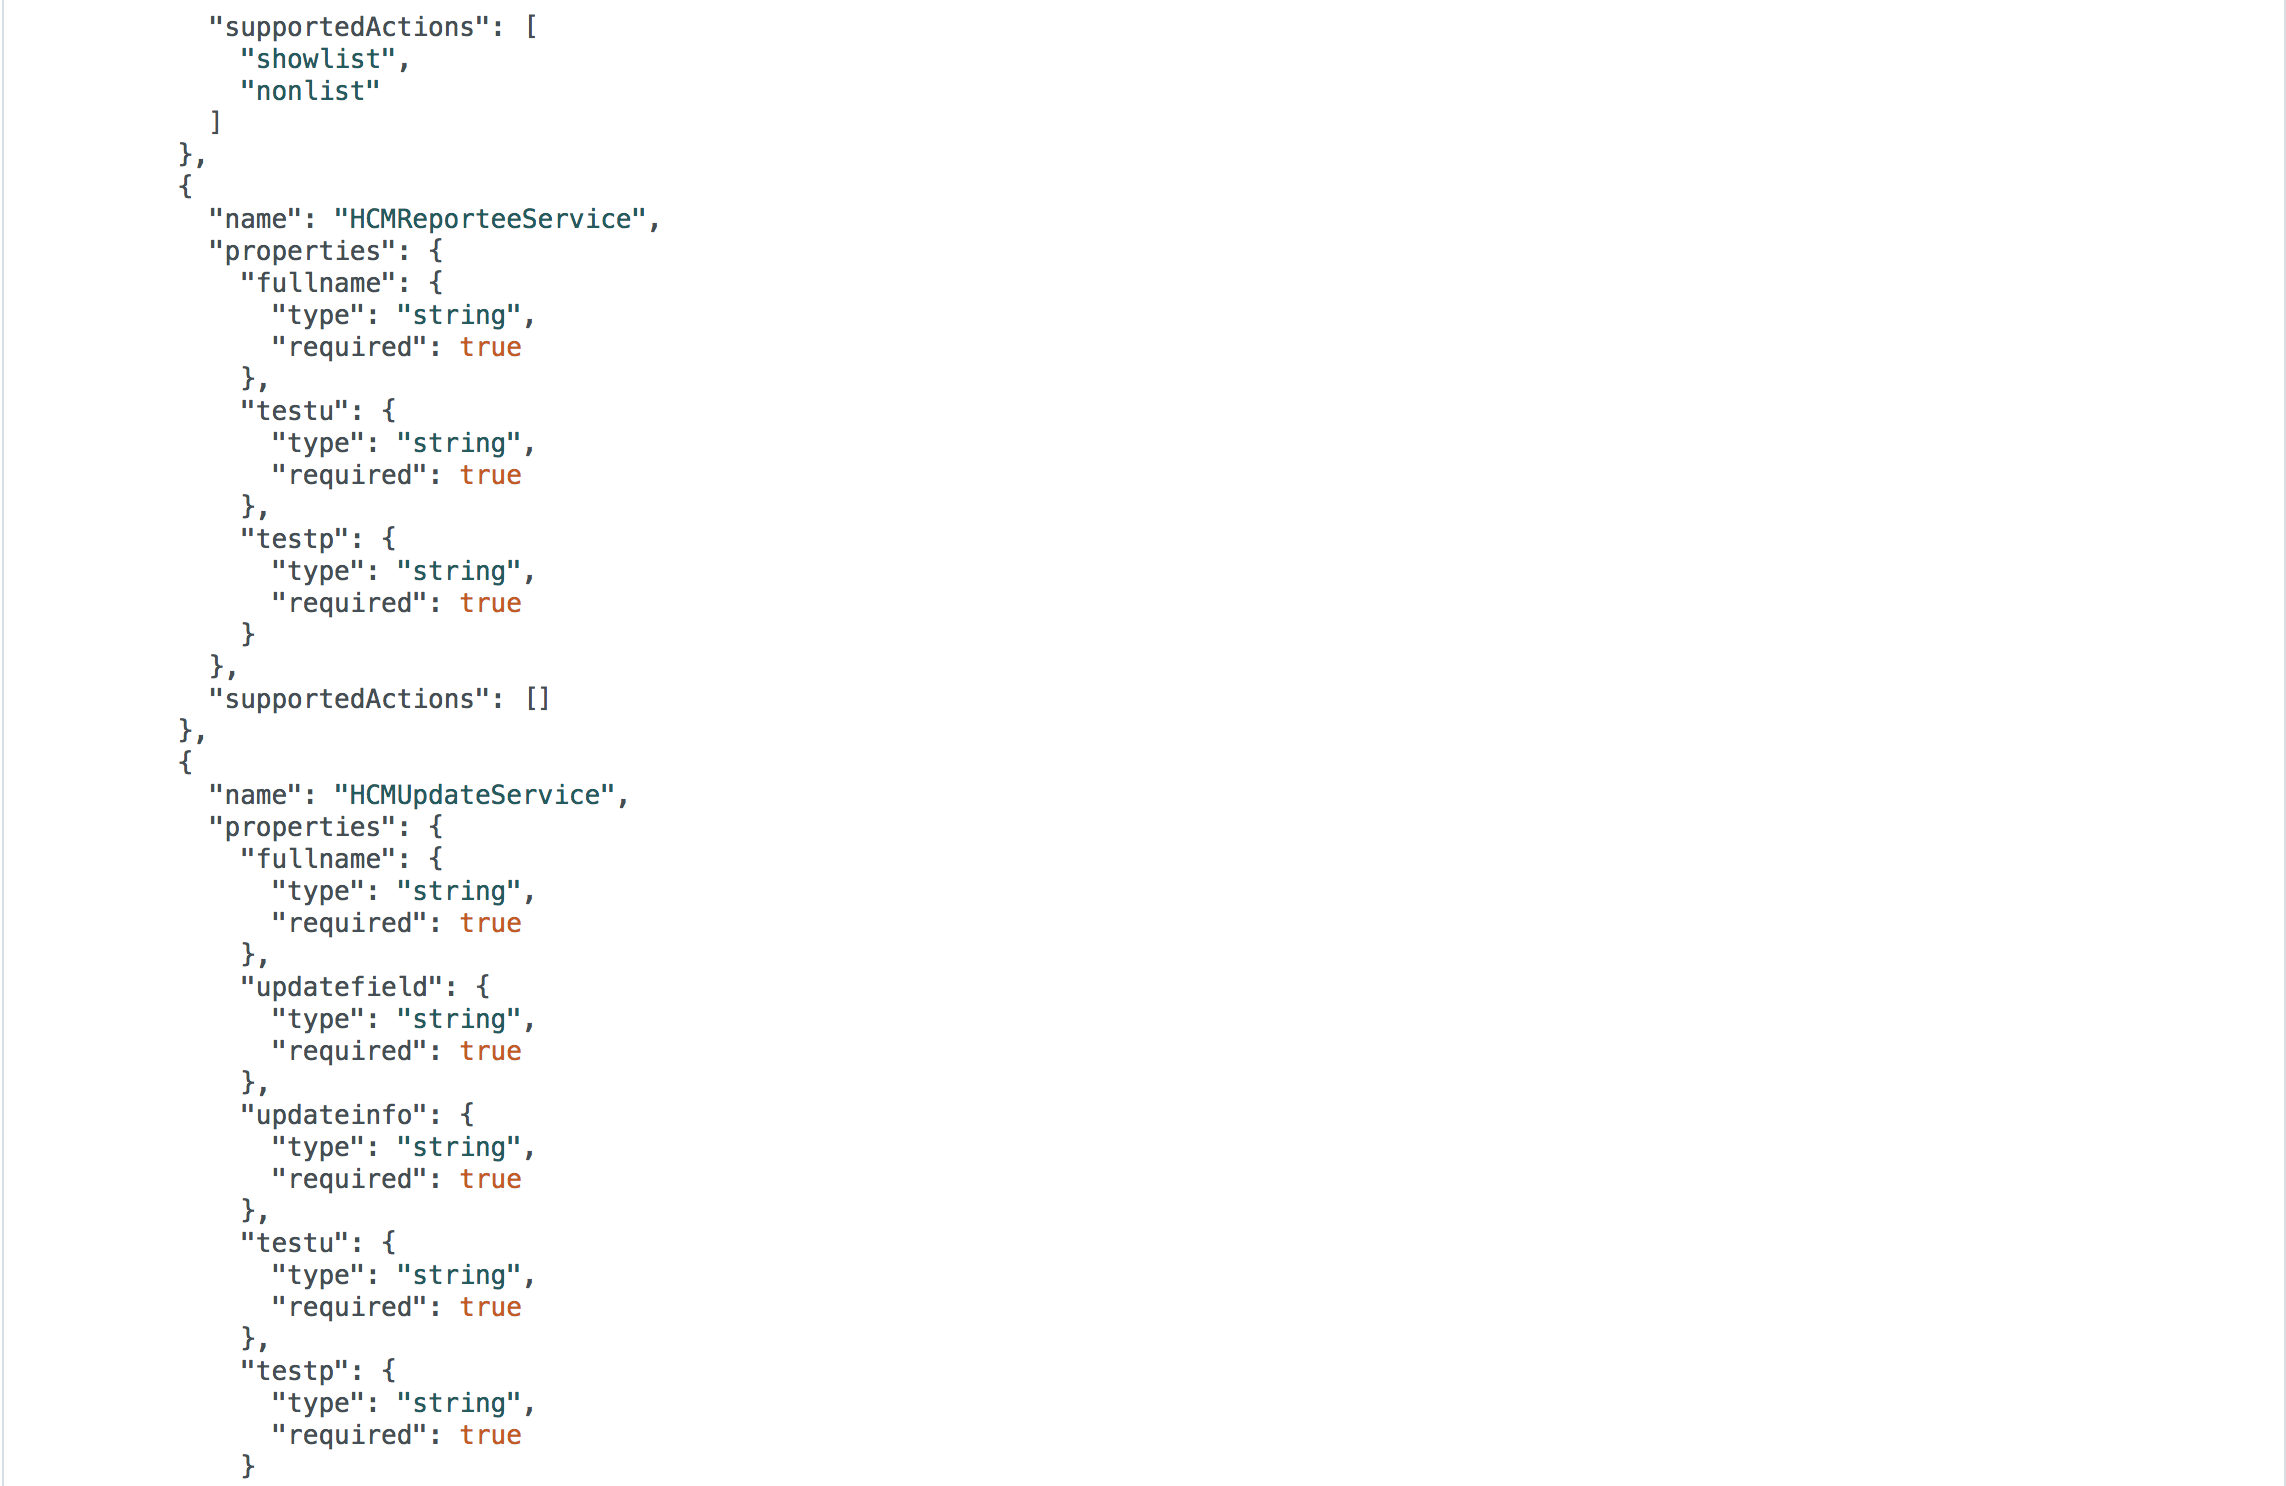 "supportedActions": [
"showlist",
"nonlist"
]
},
{
"name": "HCMReporteeService",
"properties": {
"fullname": {
"type": "string",
"required": true
},
"testu": {
"type": "string",
"required": true
},
"testp": {
"type": "string",
"required": true
}
},
"supportedActions": []
},
{
"name": "HCMUpdateService",
"properties": {
"fullname": {
"type": "string",
"required": true
},
"updatefield": {
"type": "string",
"required": true
},
"updateinfo": {
"type": "string",
"required": true
},
"testu": {
"type": "string",
"required": true
},
"testp": {
"type": "string",
"required": true
}